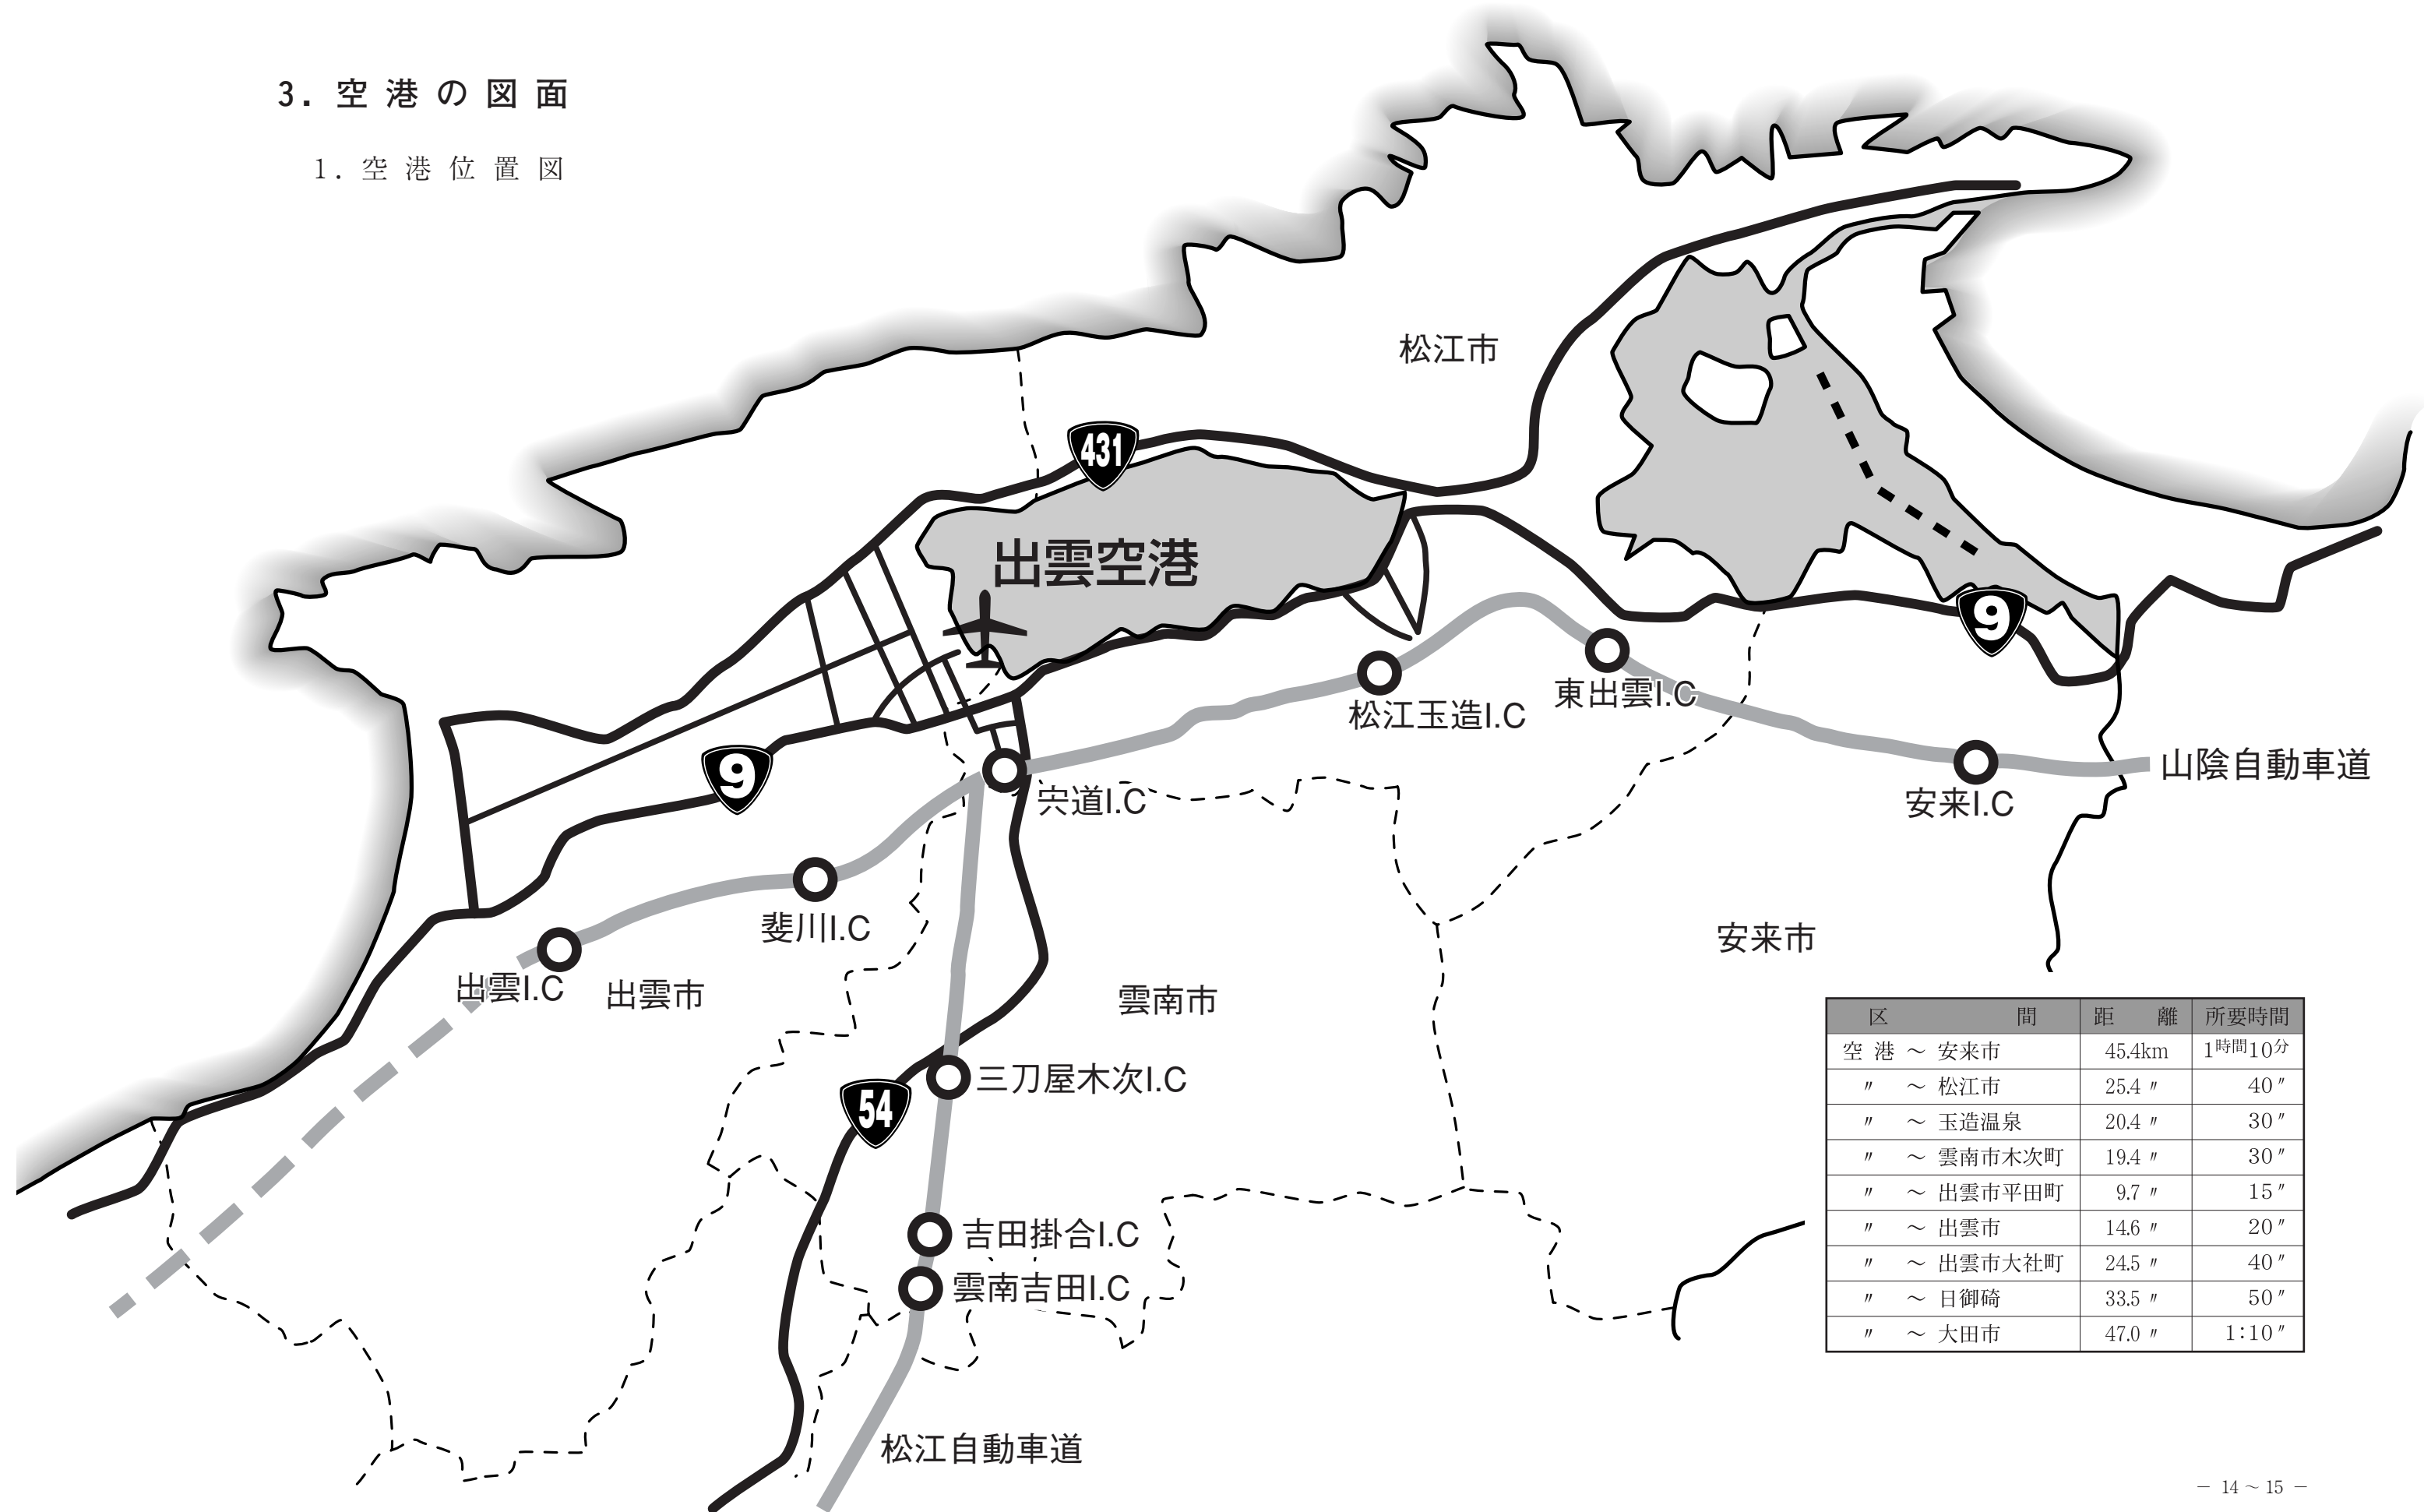 3. 空港の図面
1. 空港位置図
松江市
431
出雲空港
9
9
松江玉造I.C
東出雲I.C
山陰自動車道
宍道I.C
安来I.C
斐川I.C
出雲I.C
出雲市
雲南市
安来市
三刀屋木次I.C
54
吉田掛合I.C
雲南吉田I.C
松江自動車道
区間 距離 所要時間
空港 ～ 安来市 45.4km 1時間10分
〃 ～ 松江市 25.4 〃 40〃
〃 ～ 玉造温泉 20.4 〃 30〃
〃 ～ 雲南市木次町 19.4 〃 30〃
〃 ～ 出雲市平田町 9.7 〃 15〃
〃 ～ 出雲市 14.6 〃 20〃
〃 ～ 出雲市大社町 24.5 〃 40〃
〃 ～ 日御碕 33.5 〃 50〃
〃 ～ 大田市 47.0 〃 1:10〃
－ 14～15 －